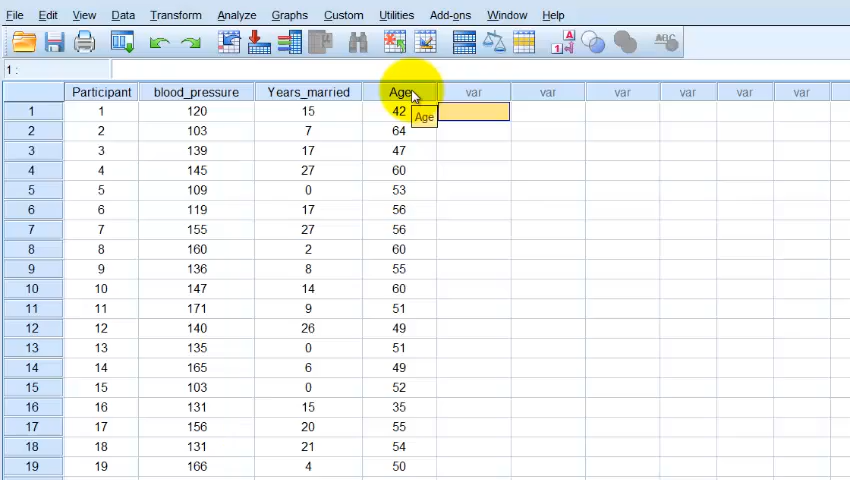 File Edit View Data Transform Analyze Graphs Custom Utilities Add-ons Window Help
1 :
Participant blood_pressure Years_married Age var var var var var var
1 1 120 15 42 Age
2 2 103 7 64
3 3 139 17 47
4 4 145 27 60
5 5 109 0 53
6 6 119 17 56
7 7 155 27 56
8 8 160 2 60
9 9 136 8 55
10 10 147 14 60
11 11 171 9 51
12 12 140 26 49
13 13 135 0 51
14 14 165 6 49
15 15 103 0 52
16 16 131 15 35
17 17 156 20 55
18 18 131 21 54
19 19 166 4 50